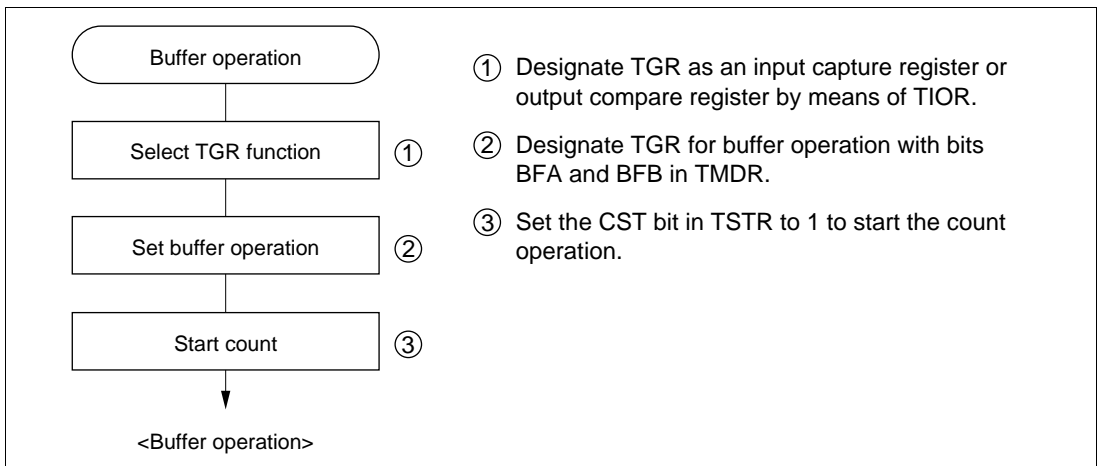 Buffer operation
Select TGR function
①
Set buffer operation
②
Start count
③
<Buffer operation>
① Designate TGR as an input capture register or
output compare register by means of TIOR.
② Designate TGR for buffer operation with bits
BFA and BFB in TMDR.
③ Set the CST bit in TSTR to 1 to start the count
operation.